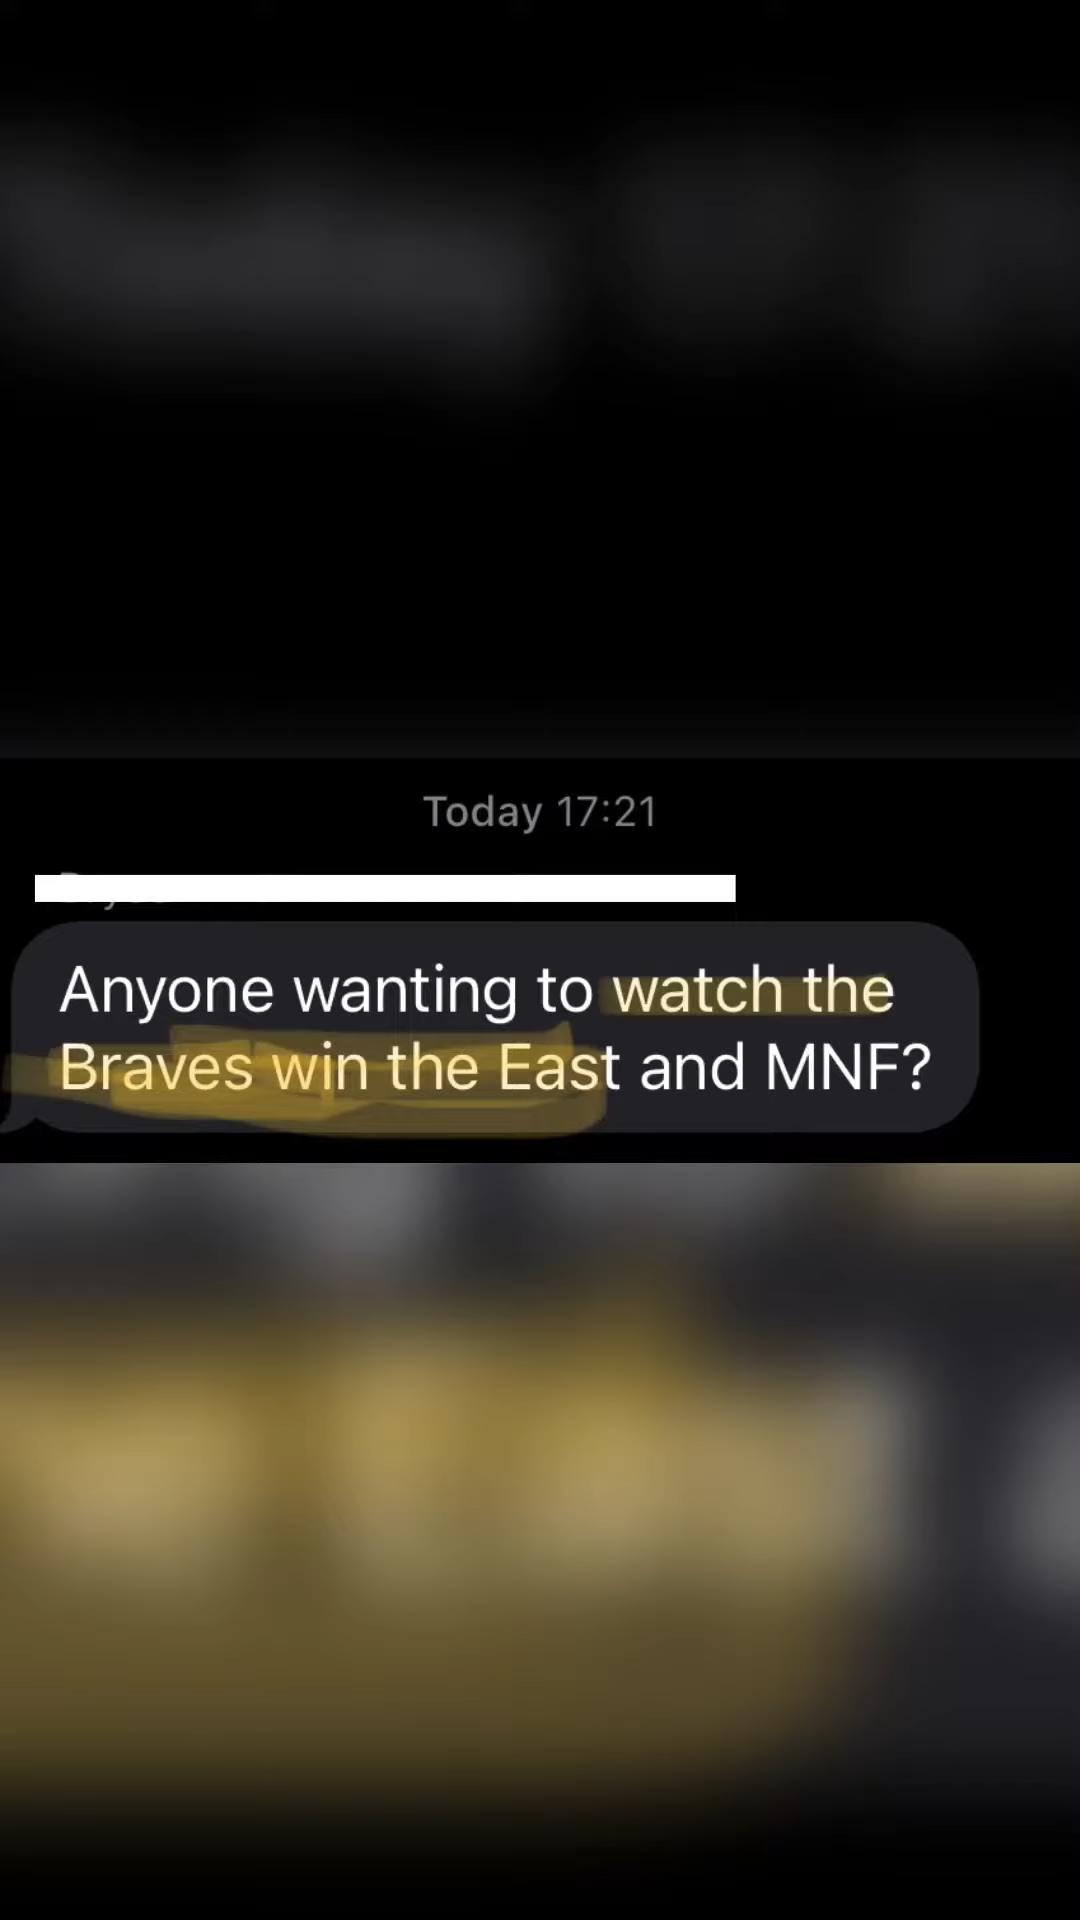 Today 17:21
Anyone wanting to watch the
Braves win the East and MNF?